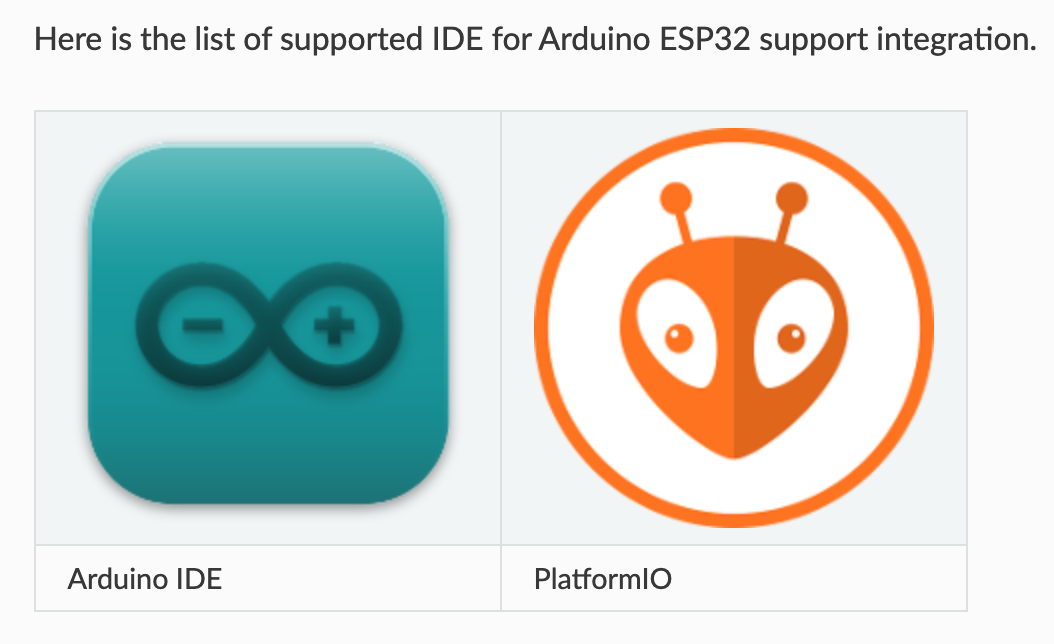 Here is the list of supported IDE for Arduino ESP32 support integration.
Arduino IDE
PlatformIO